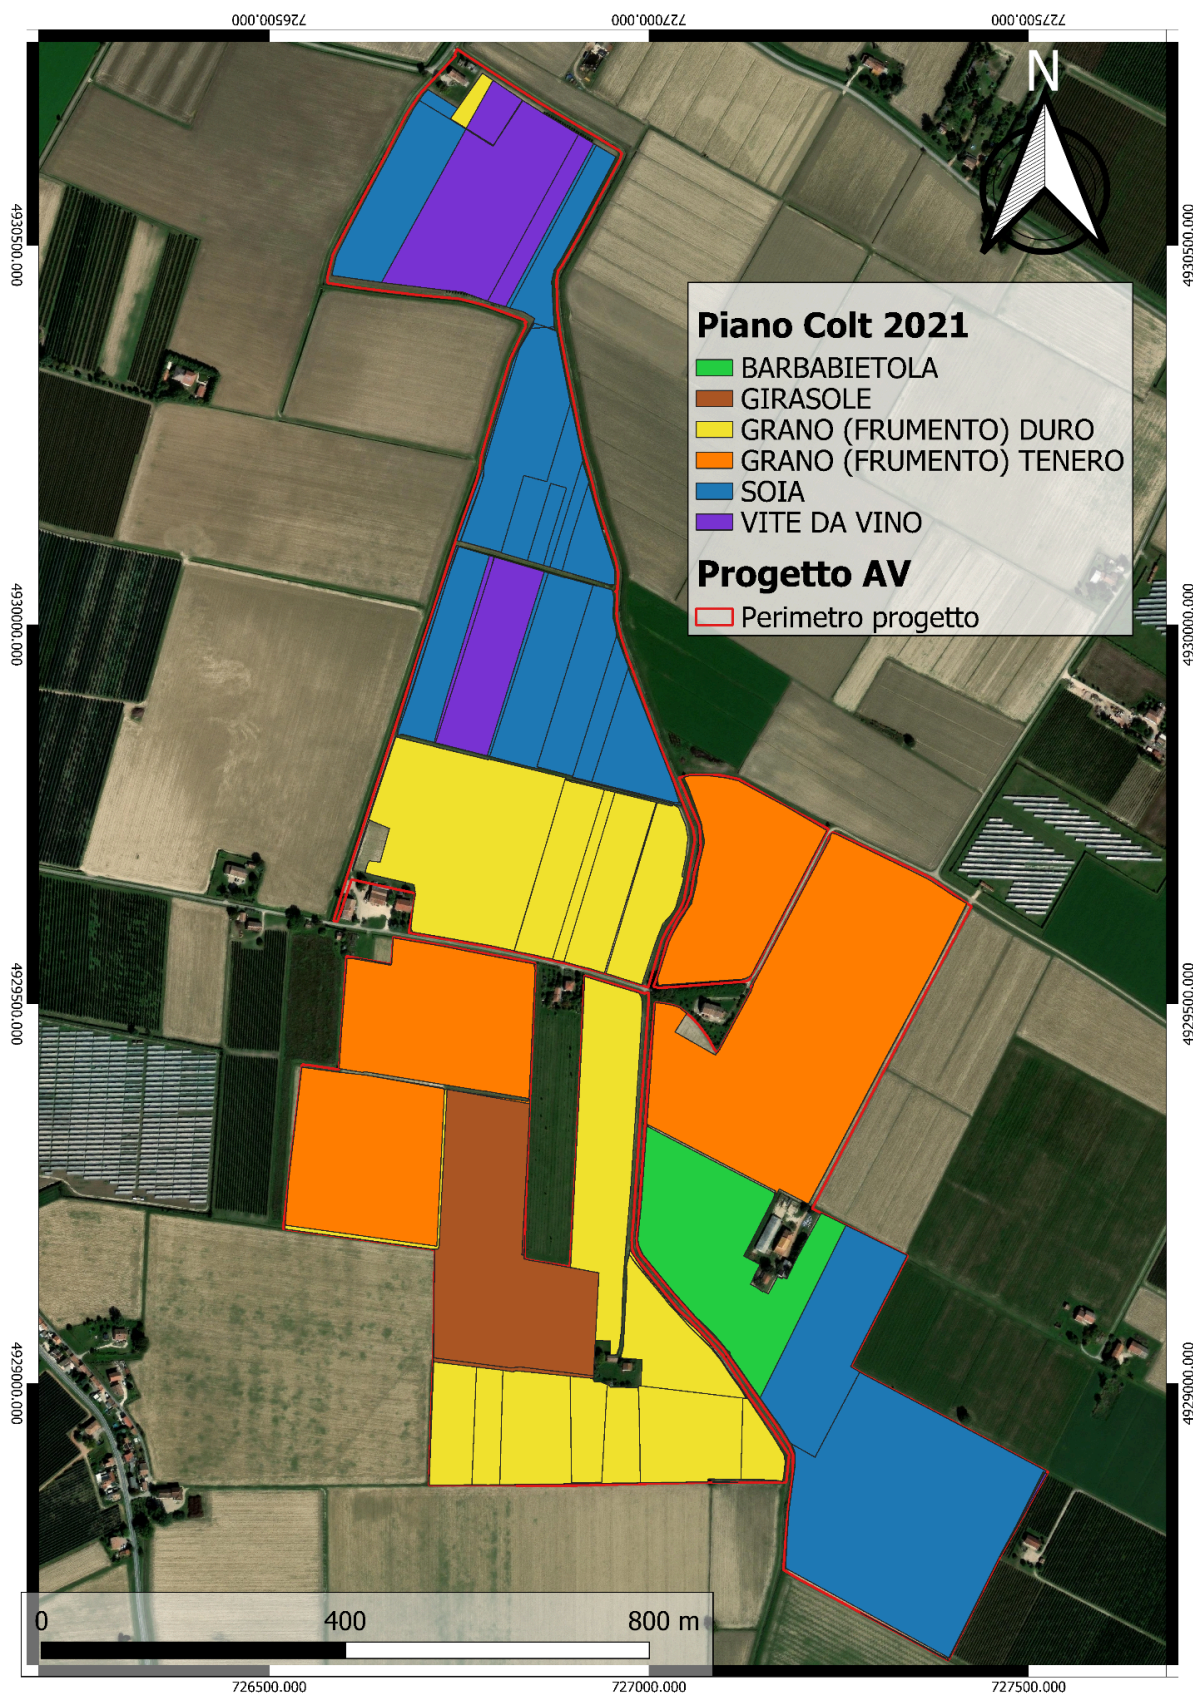 726500.000
727000.000
727500.000
N
4930500.000
4930500.000
Piano Colt 2021
BARBABIETOLA
GIRASOLE
GRANO (FRUMENTO) DURO
GRANO (FRUMENTO) TENERO
SOIA
VITE DA VINO
Progetto AV
Perimetro progetto
4930000.000
4930000.000
4929500.000
4929500.000
4929000.000
4929000.000
0
400
800 m
726500.000
727000.000
727500.000